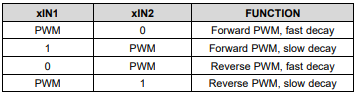 xIN1 xIN2 FUNCTION
PWM 0 Forward PWM, fast decay
1 PWM Forward PWM, slow decay
0 PWM Reverse PWM, fast decay
PWM 1 Reverse PWM, slow decay